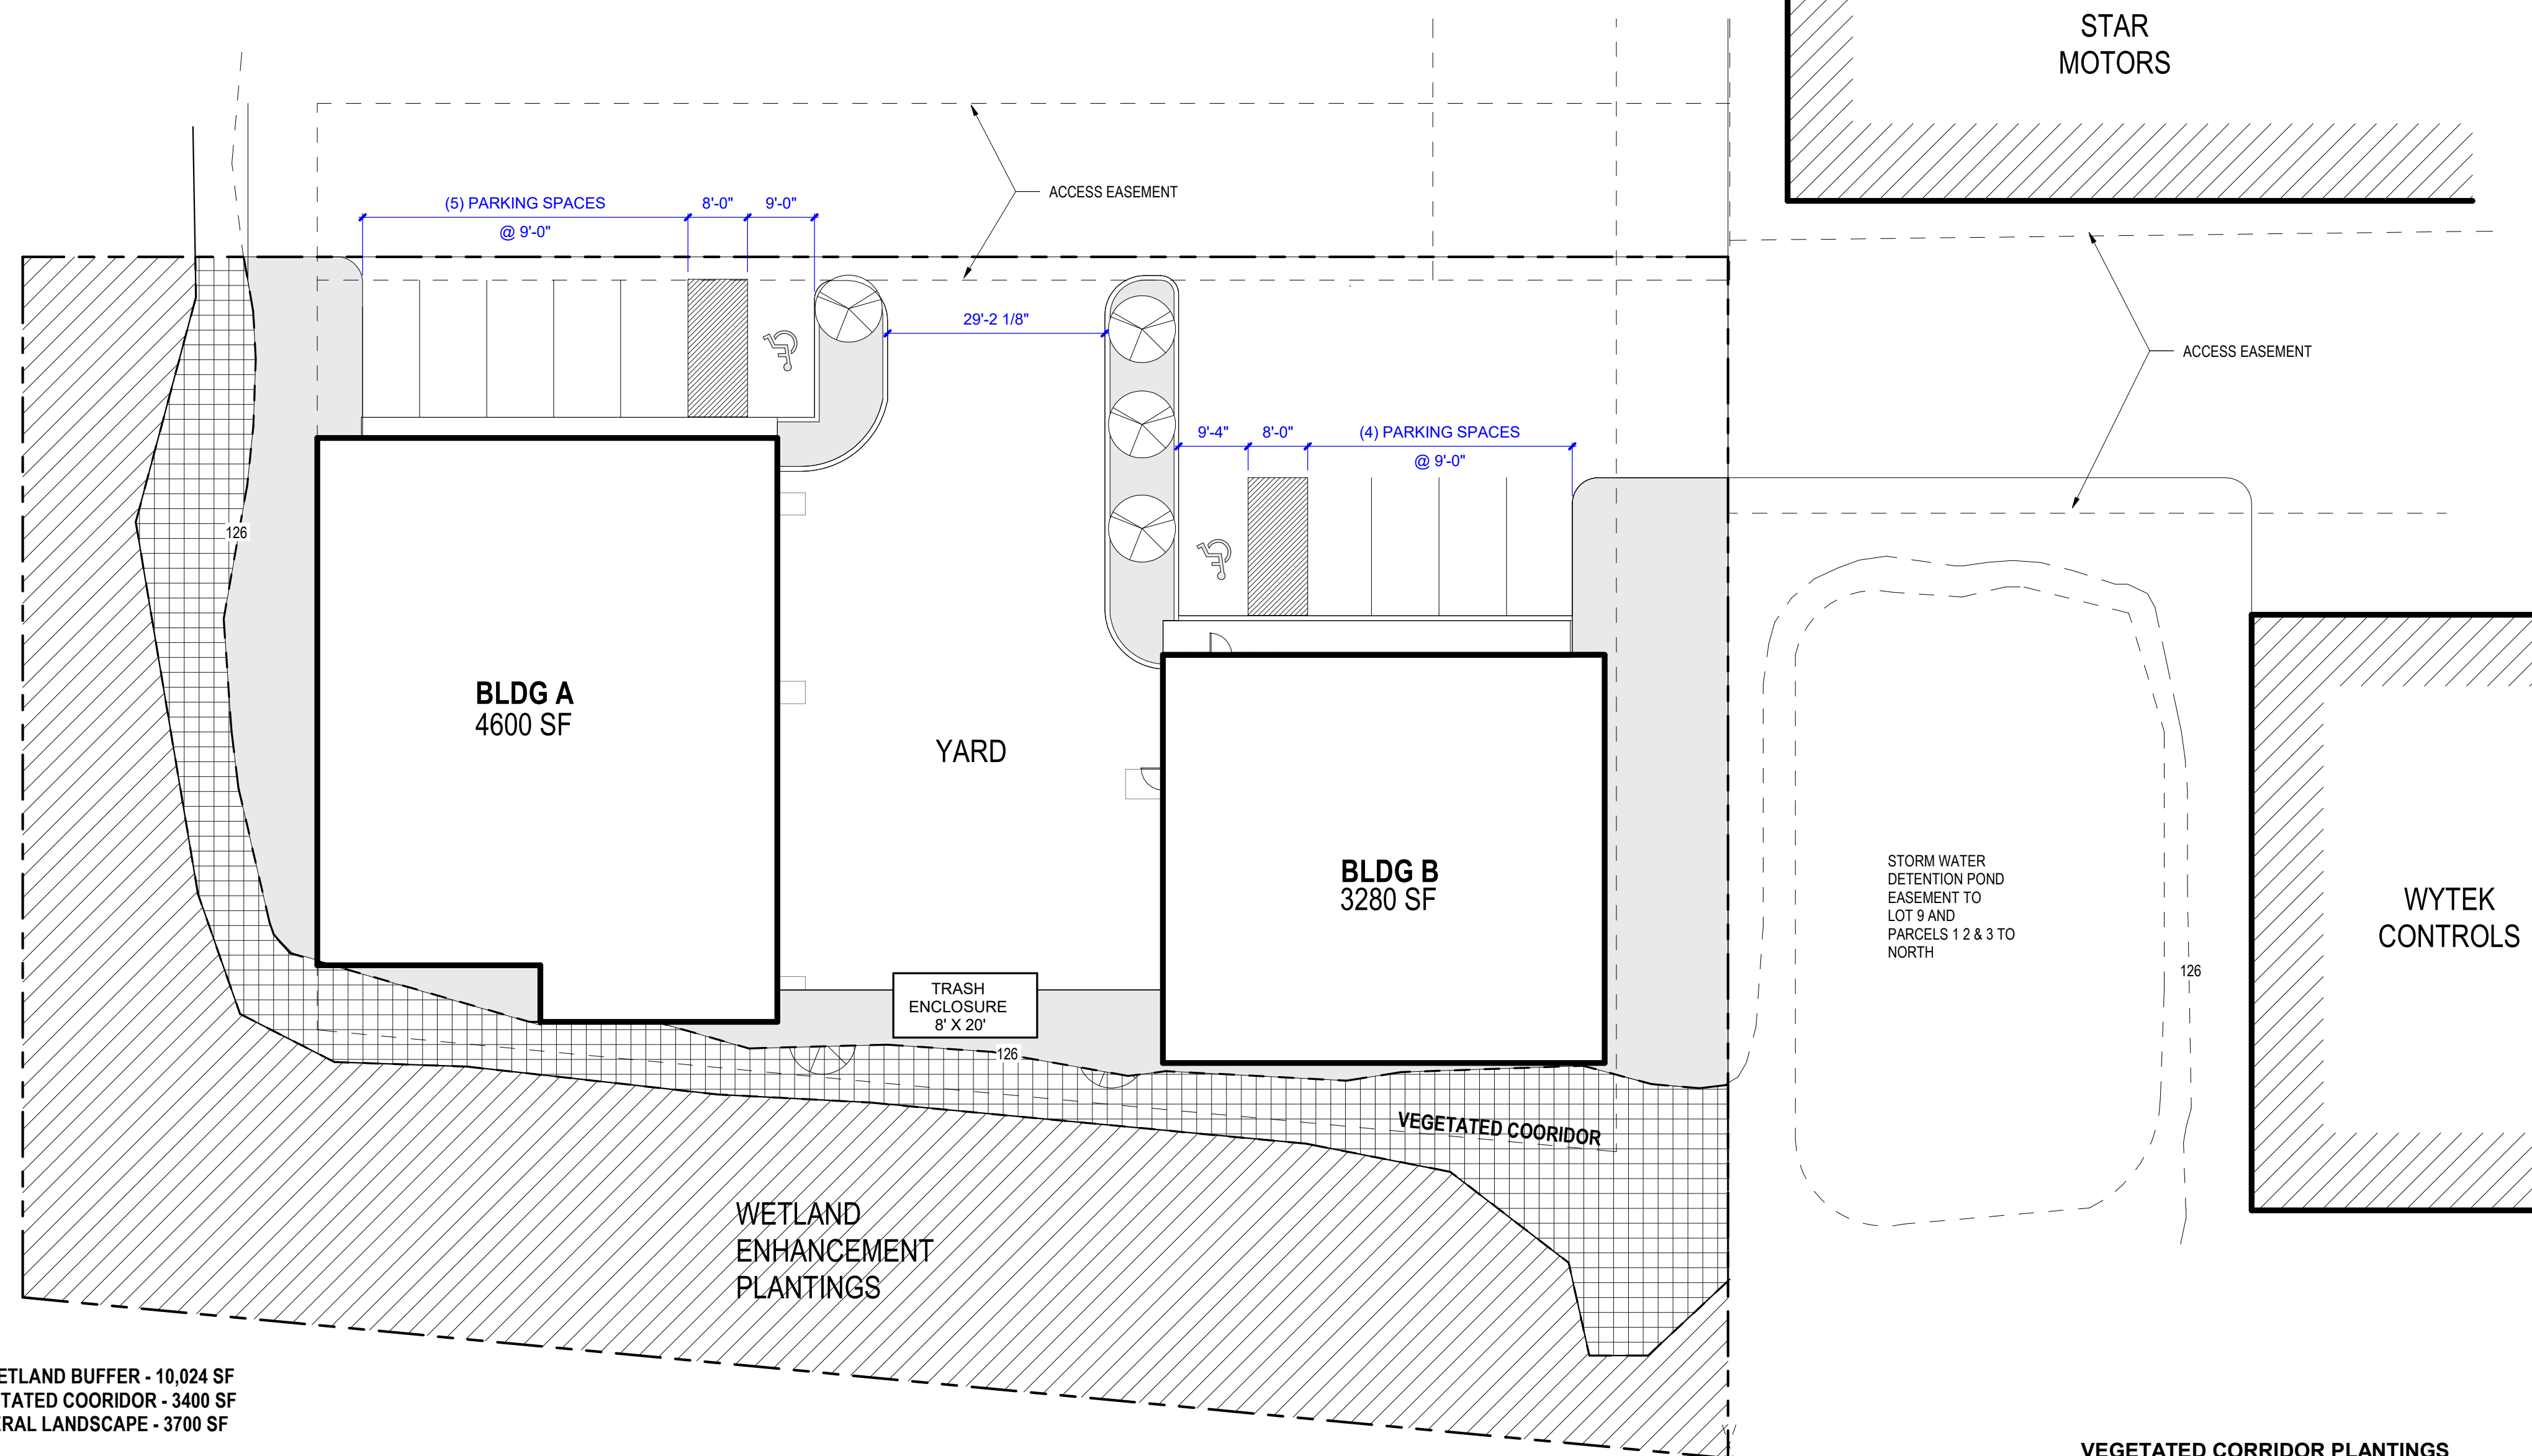 STAR
MOTORS
ACCESS EASEMENT
(5) PARKING SPACES
@ 9'-0"
8'-0"
9'-0"
29'-2 1/8"
ACCESS EASEMENT
9'-4"
8'-0"
(4) PARKING SPACES
@ 9'-0"
126
BLDG A
4600 SF
YARD
BLDG B
3280 SF
STORM WATER
DETENTION POND
EASEMENT TO
LOT 9 AND
PARCELS 1 2 & 3 TO
NORTH
WYTEK
CONTROLS
126
TRASH
ENCLOSURE
8' X 20'
126
VEGETATED COORIDOR
WETLAND
ENHANCEMENT
PLANTINGS
ETLAND BUFFER - 10,024 SF
TATED COORIDOR - 3400 SF
ERAL LANDSCAPE - 3700 SF
VEGETATED CORRIDOR PLANTINGS